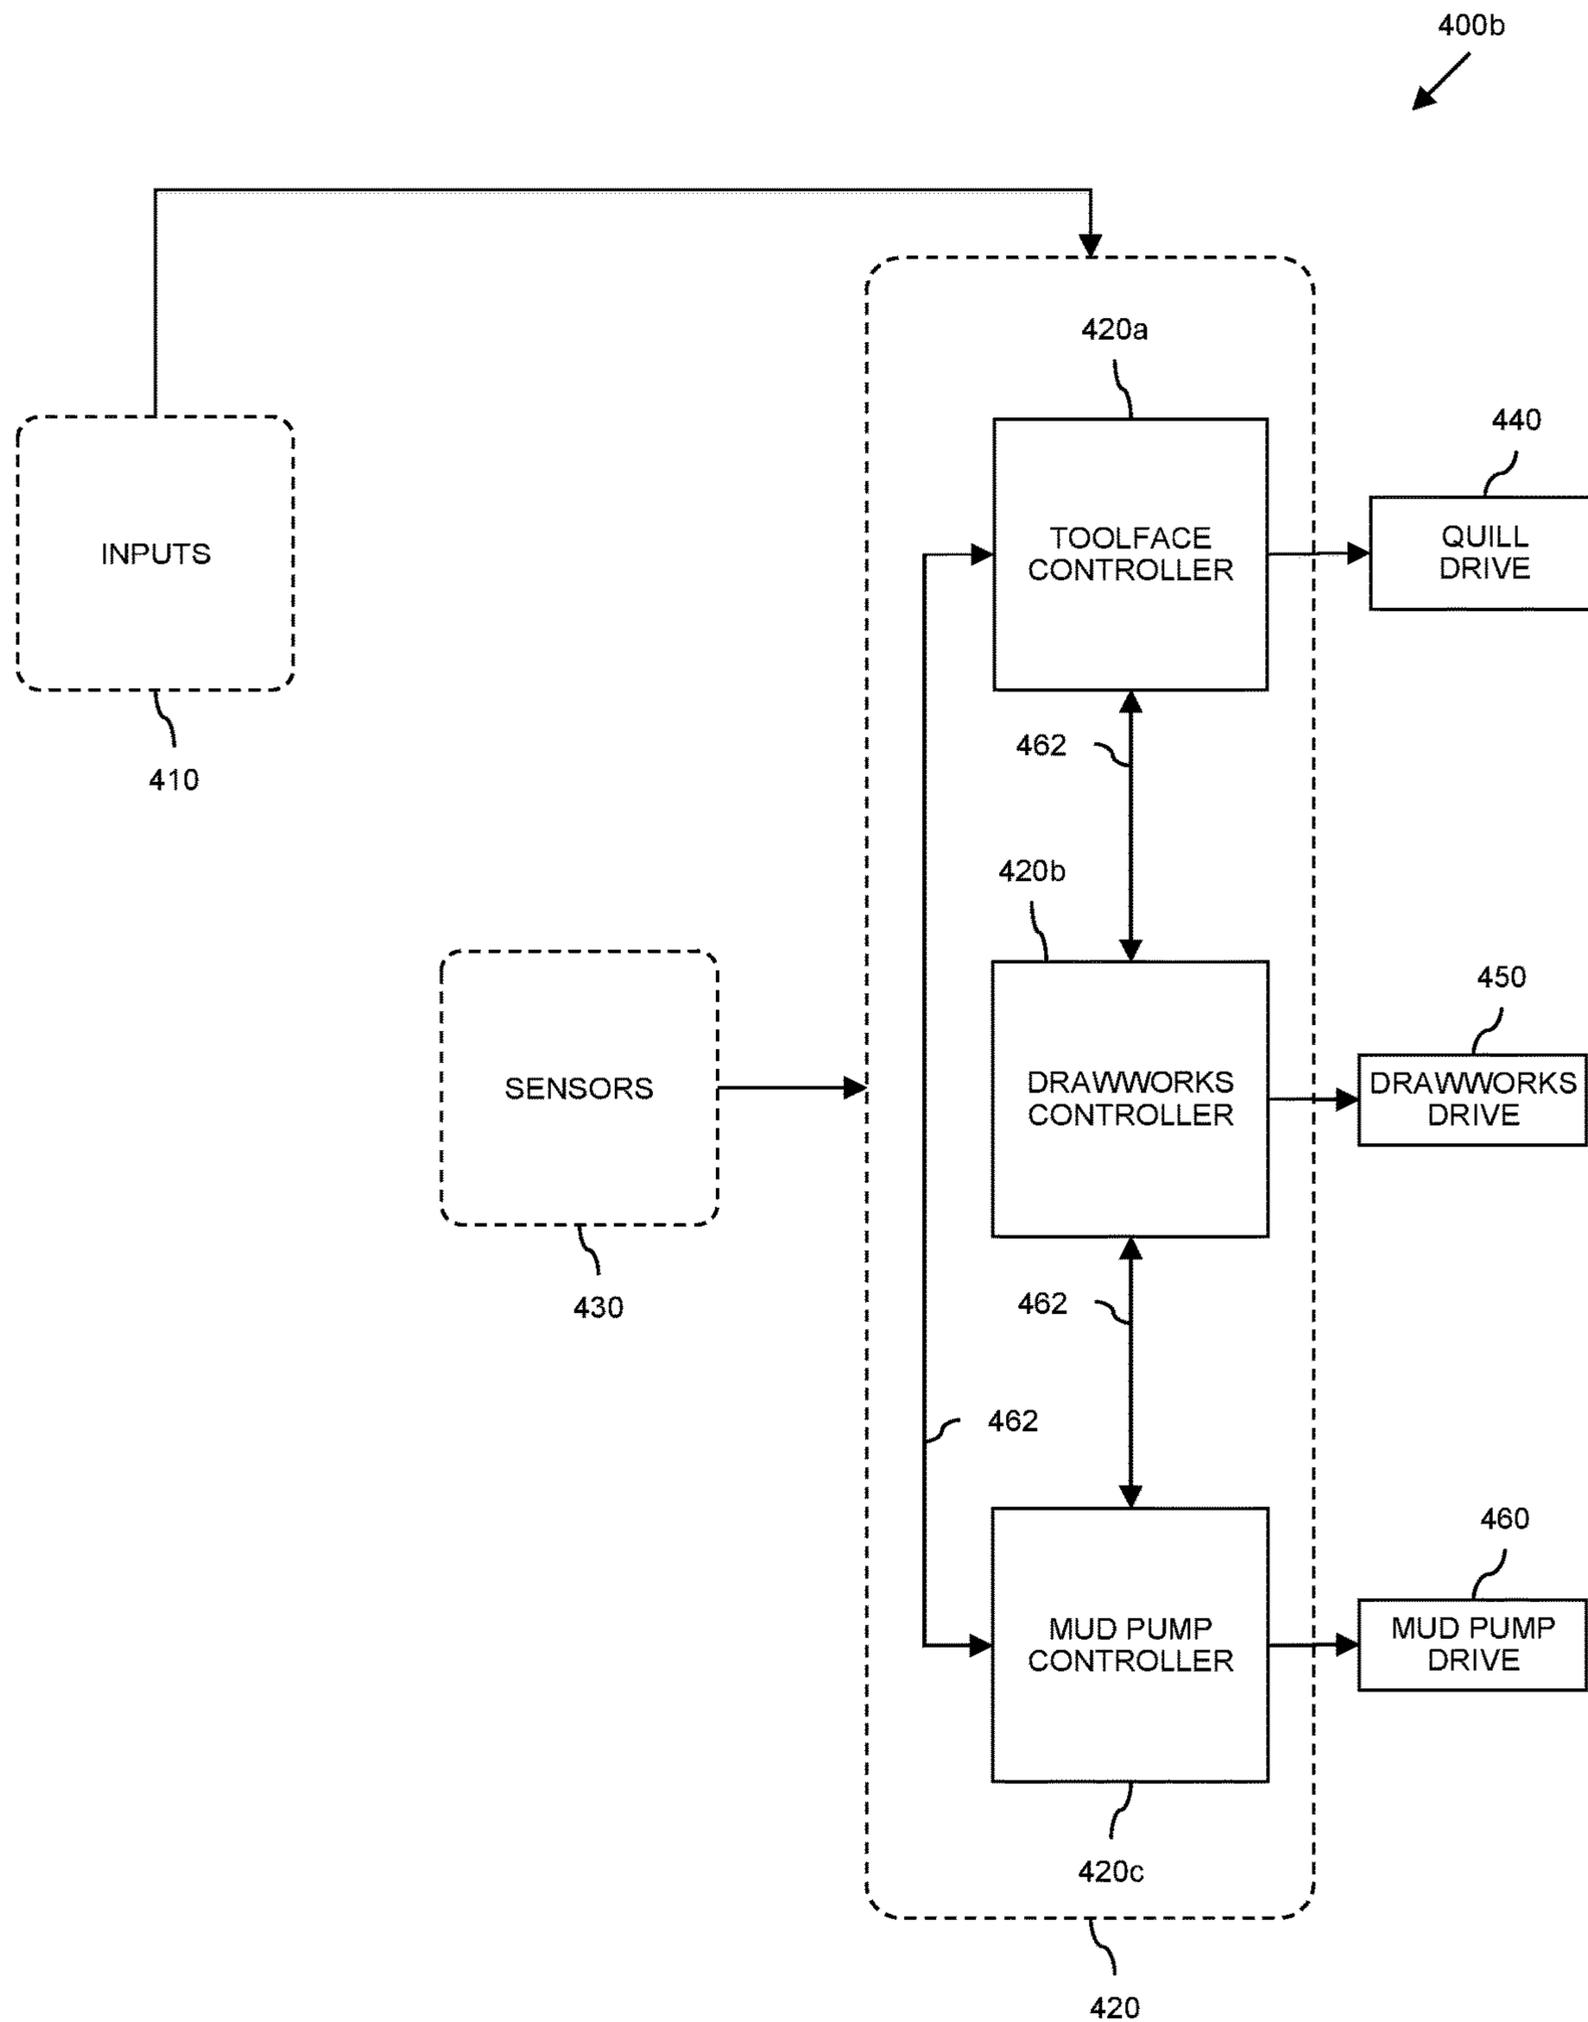 400b
420a
440
INPUTS
TOOLFACE
CONTROLLER
QUILL
DRIVE
410
462
420b
450
SENSORS
DRAWWORKS
CONTROLLER
DRAWWORKS
DRIVE
430
462
462
460
MUD PUMP
CONTROLLER
MUD PUMP
DRIVE
420c
420